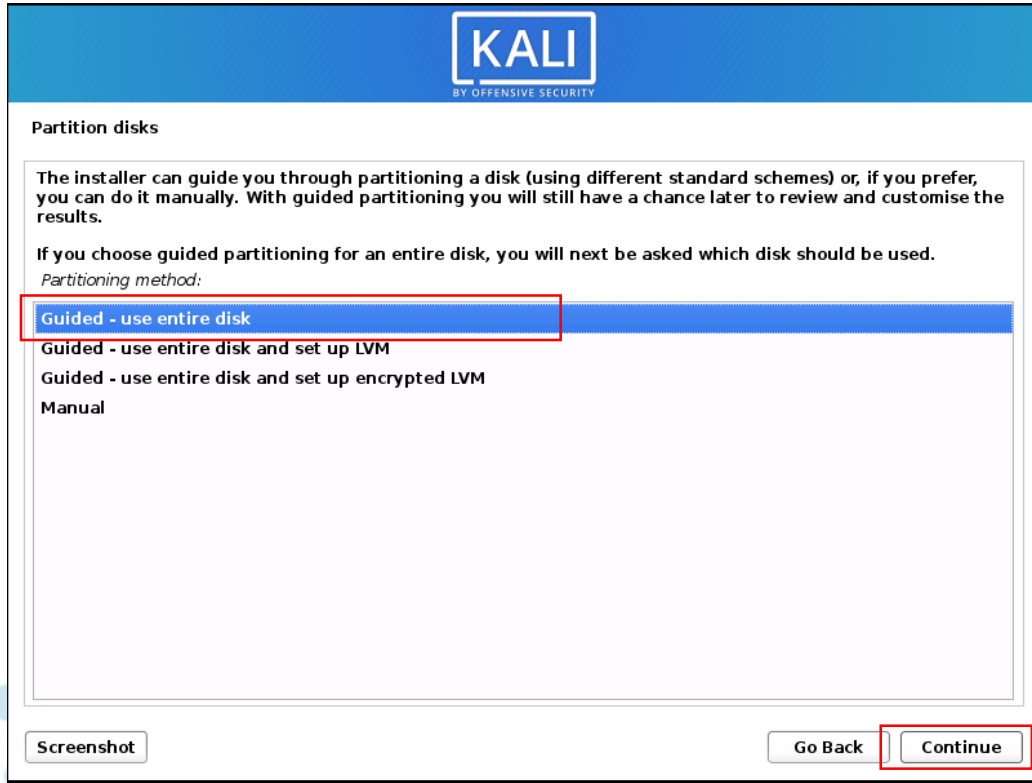 KALI
BY OFFENSIVE SECURITY
Partition disks
The installer can guide you through partitioning a disk (using different standard schemes) or, if you prefer,
you can do it manually. With guided partitioning you will still have a chance later to review and customise the
results.
If you choose guided partitioning for an entire disk, you will next be asked which disk should be used.
Partitioning method:
Guided - use entire disk
Guided - use entire disk and set up LVM
Guided - use entire disk and set up encrypted LVM
Manual
Screenshot
Go Back
Continue